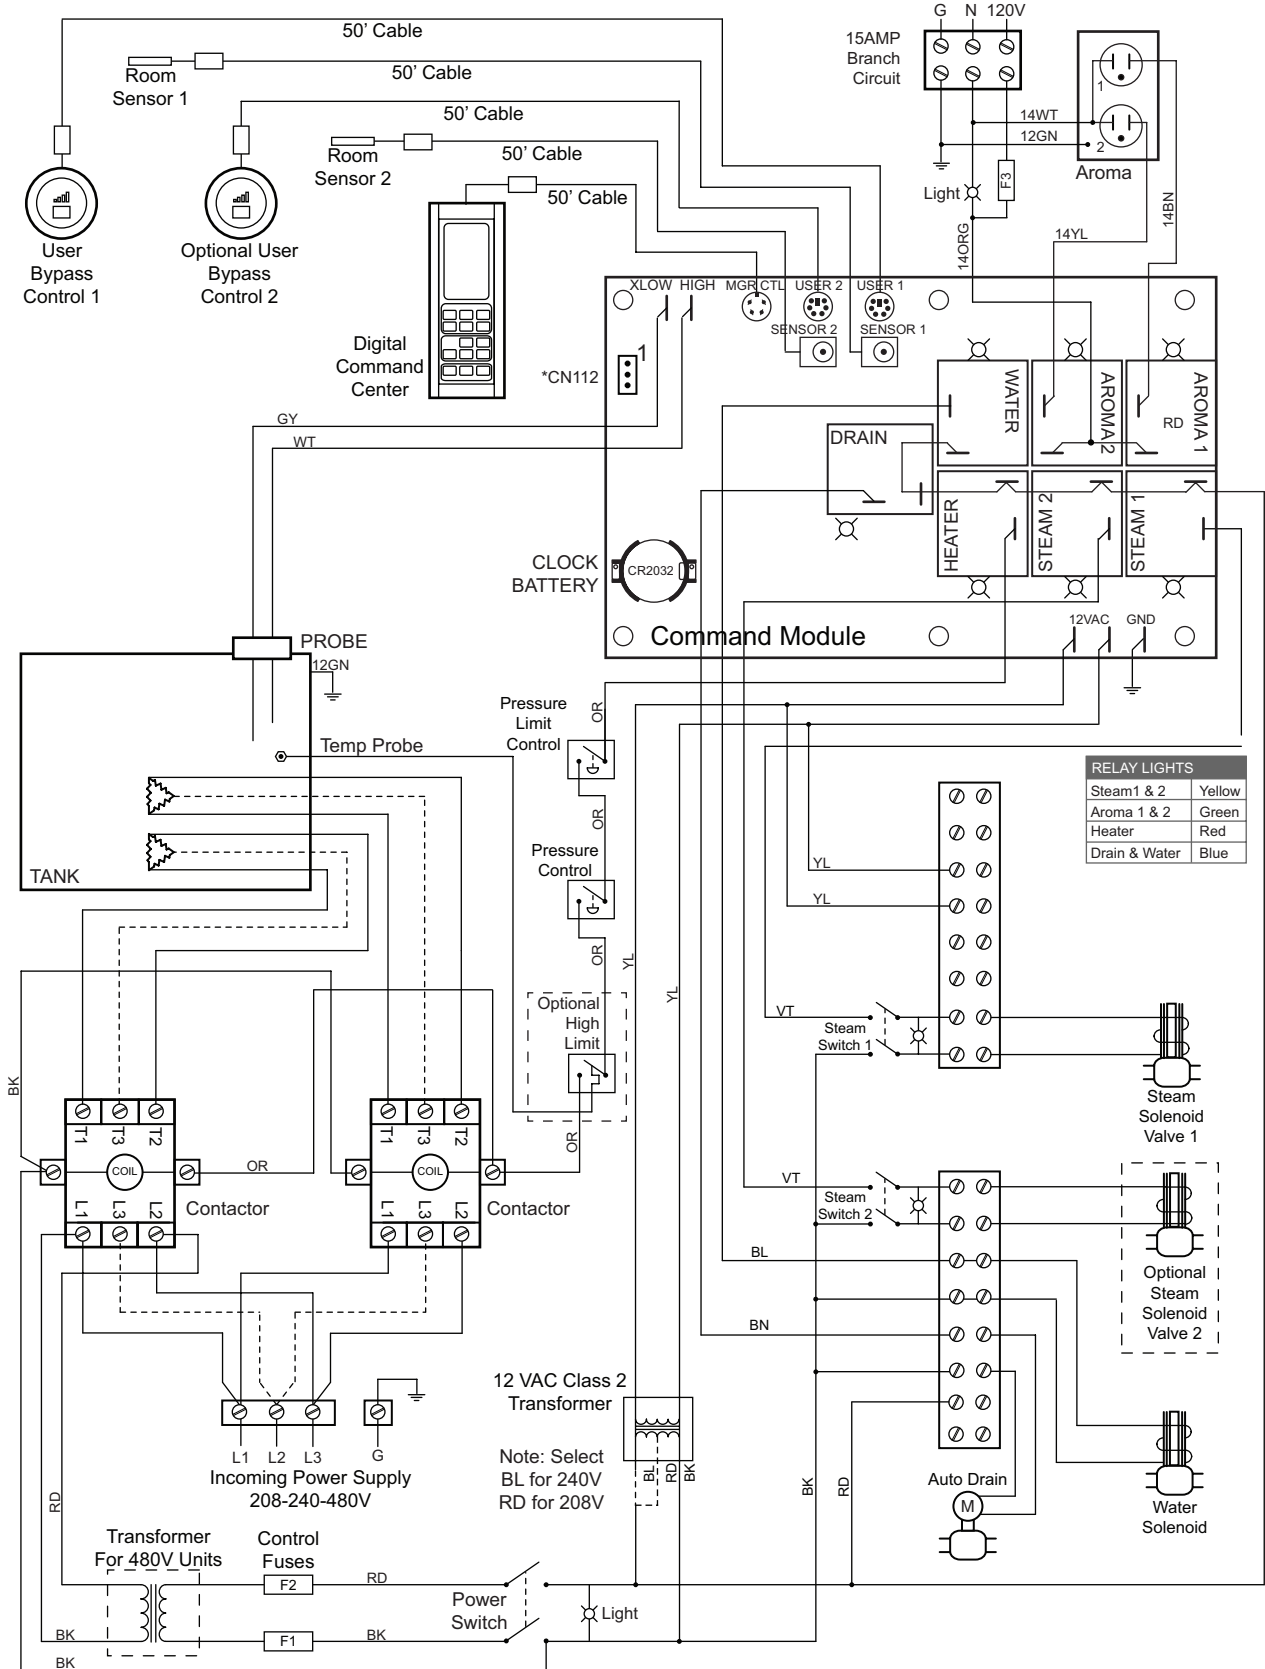 G N 120V
15AMP
Branch
Circuit
50' Cable
50' Cable
50' Cable
50' Cable
50' Cable
Room
Sensor 1
Room
Sensor 2
14WT
12GN
1
2
Aroma
Light
F3
14ORG
14YL
14BN
User
Bypass
Control 1
Optional User
Bypass
Control 2
Digital
Command
Center
XLOW HIGH MGR CTL USER 2 USER 1
SENSOR 2 SENSOR 1
1
*CN112
GY
WT
WATER
AROMA 2
AROMA 1
RD
DRAIN
HEATER
STEAM 2
STEAM 1
CLOCK
BATTERY
CR2032
Command Module
12VAC GND
PROBE
12GN
Temp Probe
TANK
Pressure
Limit
Control
OR
OR
Pressure
Control
OR
Optional
High
Limit
OR
YL
YL
RELAY LIGHTS
Steam1 & 2 Yellow
Aroma 1 & 2 Green
Heater Red
Drain & Water Blue
YL
YL
VT
Steam
Switch 1
Steam
Solenoid
Valve 1
BK
T1 T3 T2
COIL
L1 L3 L2
Contactor
OR
T1 T3 T2
COIL
L1 L3 L2
Contactor
VT
Steam
Switch 2
BL
BN
Optional
Steam
Solenoid
Valve 2
L1 L2 L3 G
Incoming Power Supply
208-240-480V
12 VAC Class 2
Transformer
Note: Select
BL for 240V
RD for 208V
BL
RD
BK
BK
RD
Auto Drain
M
Water
Solenoid
RD
Transformer
For 480V Units
Control
Fuses
F2
RD
F1
BK
Power
Switch
Light
BK
BK